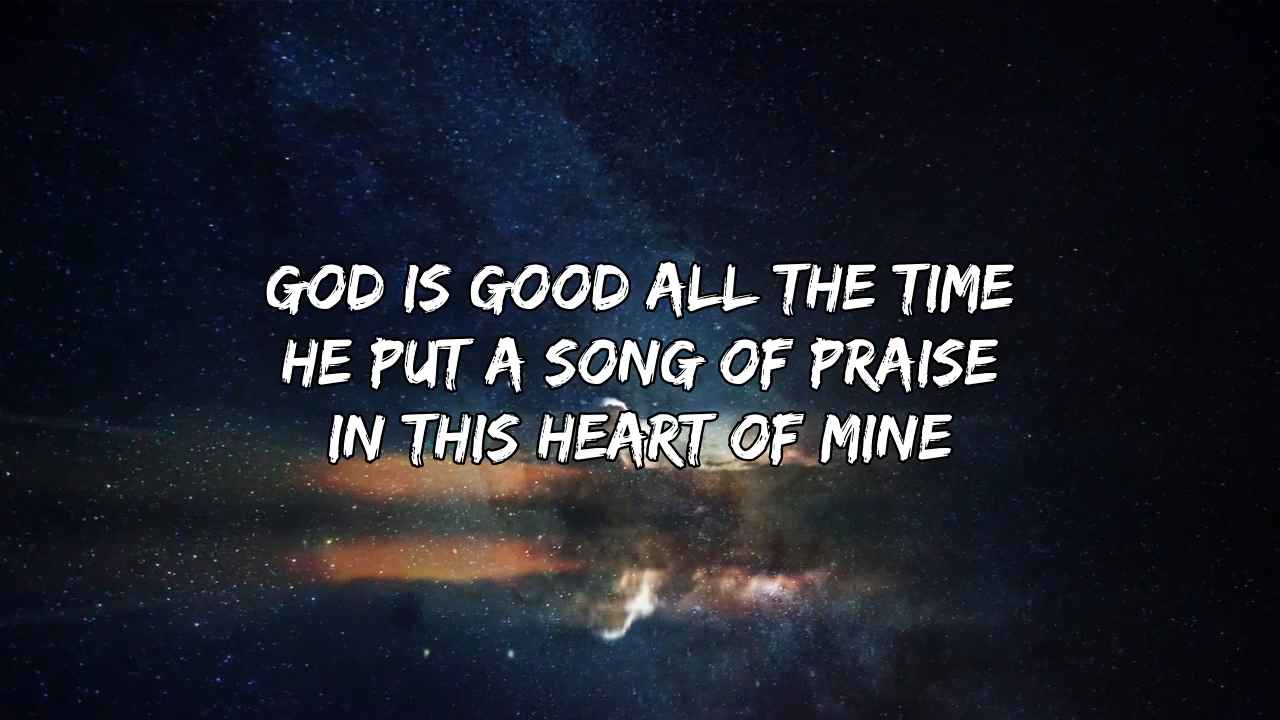 GOD IS GOOD ALL THE TIME
HE PUT A SONG OF PRAISE
IN THIS HEART OF MINE